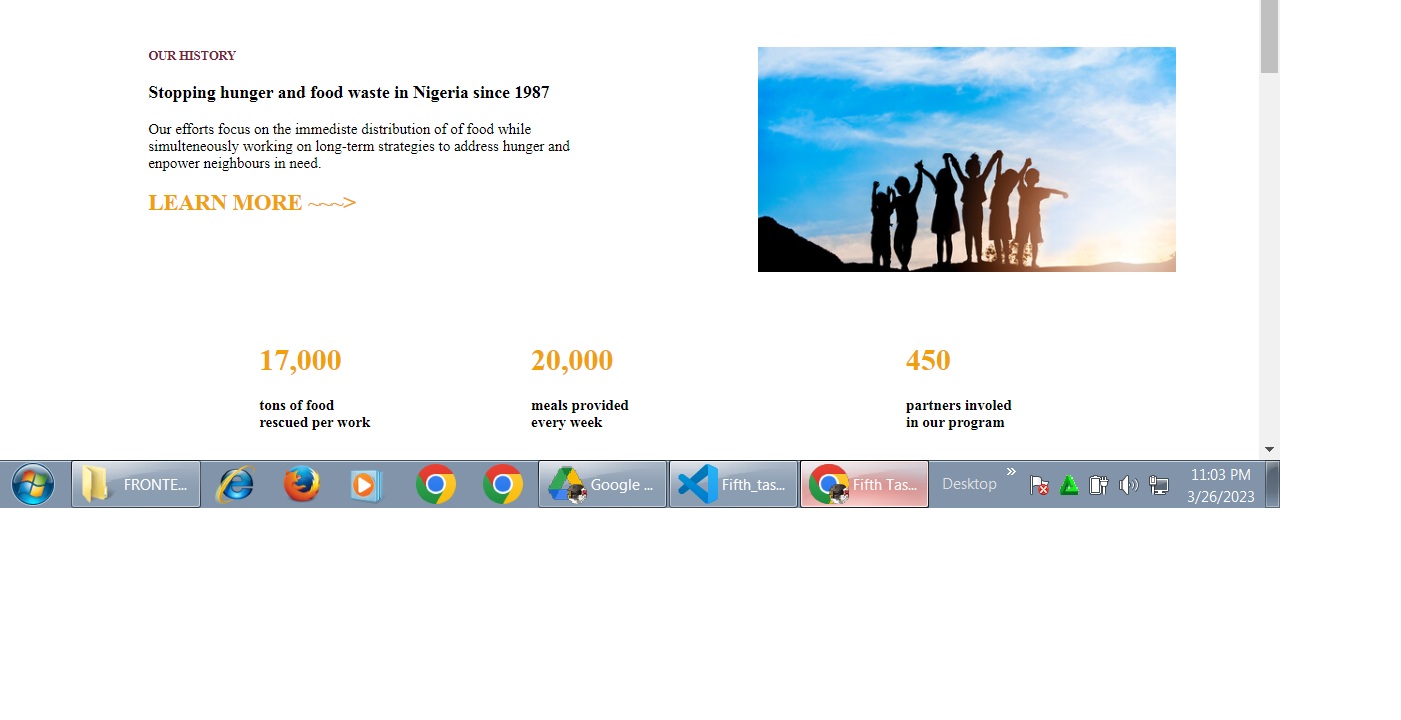 OUR HISTORY
Stopping hunger and food waste in Nigeria since 1987
Our efforts focus on the immediste distribution of of food while
simulteneously working on long-term strategies to address hunger and
enpower neighbours in need.
LEARN MORE ~~~>
17,000
tons of food
rescued per work
20,000
meals provided
every week
450
partners involed
in our program
FRONTE...
Google ...
Fifth_tas...
Fifth Tas...
Desktop
»
11:03 PM
3/26/2023